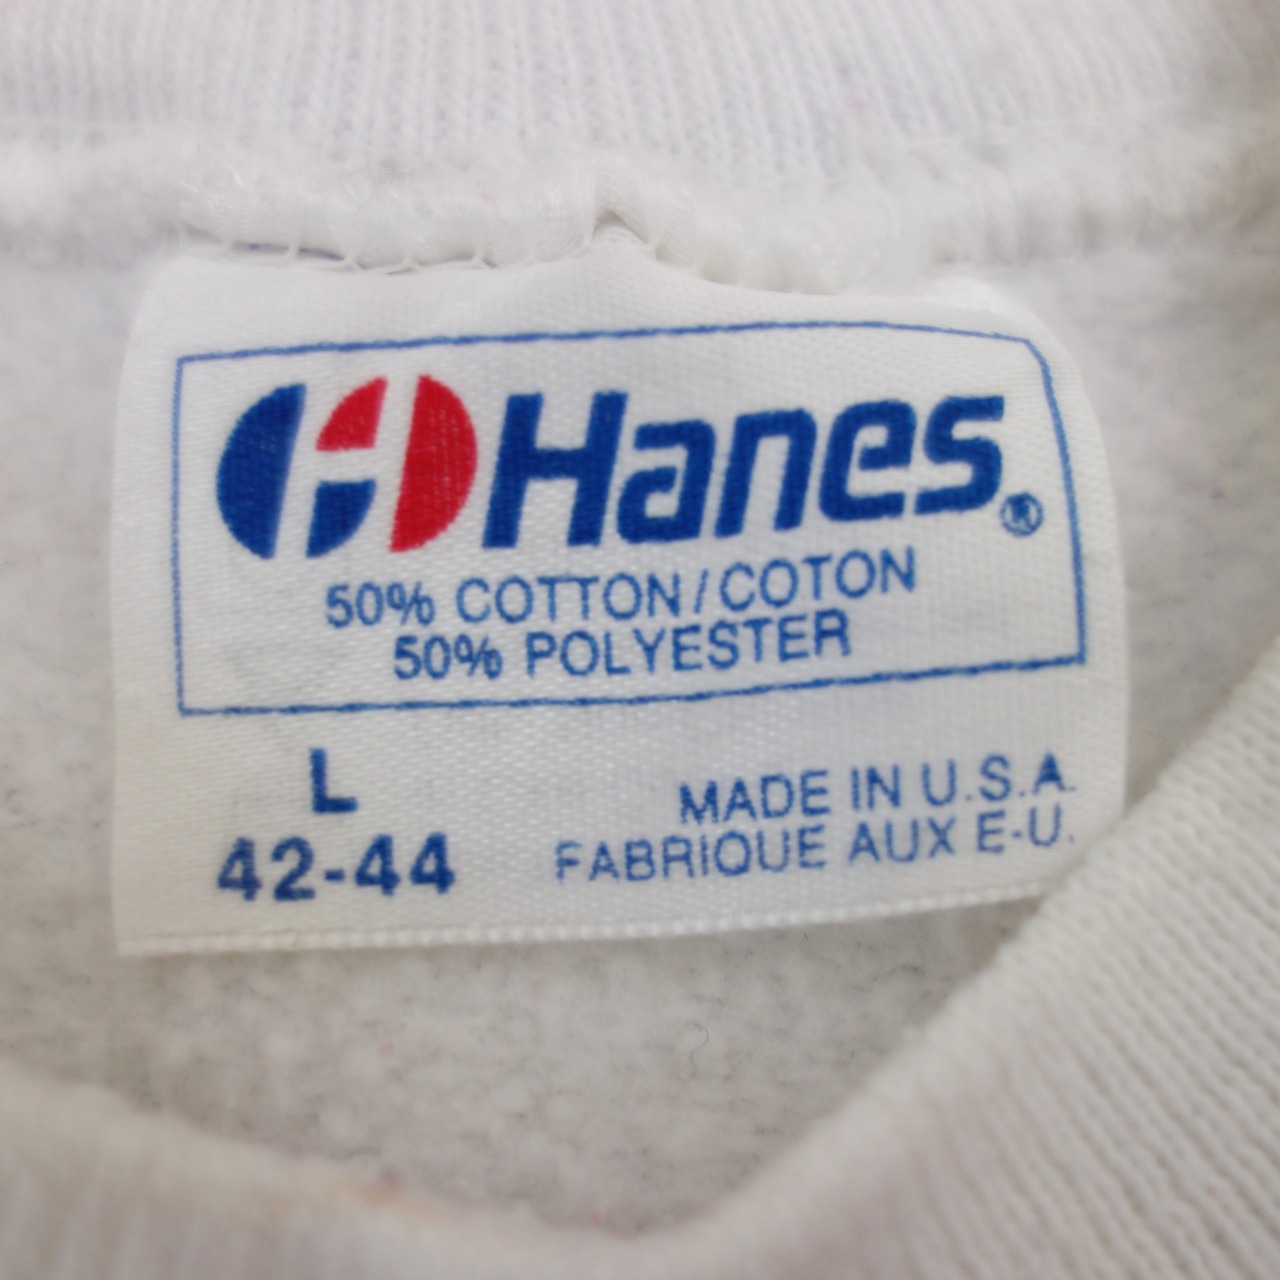 Hanes®
50% COTTON/COTON
50% POLYESTER
L
42-44
MADE IN U.S.A.
FABRIQUE AUX E-U.